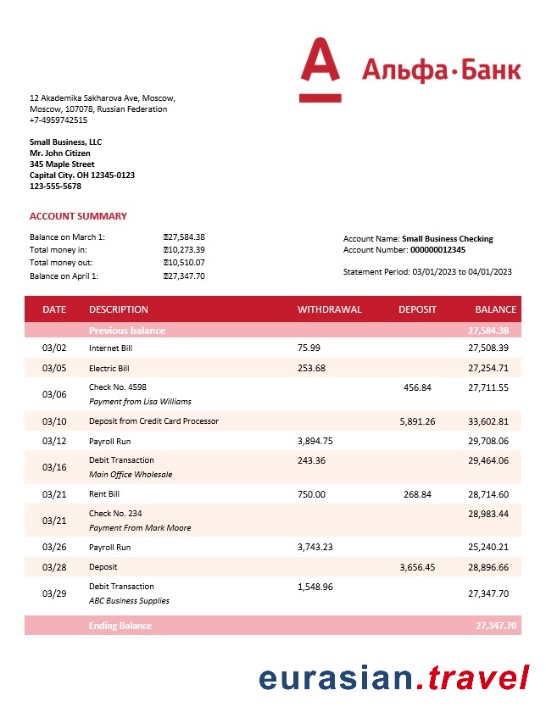 A
Альфа·Банк
12 Akademika Sakharova Ave, Moscow,
Moscow, 107078, Russian Federation
+7-4959742515
Small Business, LLC
Mr. John Citizen
345 Maple Street
Capital City. OH 12345-0123
123-555-5678
ACCOUNT SUMMARY
Balance on March 1: 27,584.38
Total money in: 10,273.39
Total money out: 10,510.07
Balance on April 1: 27,347.70
Account Name: Small Business Checking
Account Number: 000000012345
Statement Period: 03/01/2023 to 04/01/2023
DATE DESCRIPTION WITHDRAWAL DEPOSIT BALANCE
Previous balance 27,584.38
03/02 Internet Bill 75.99 27,508.39
03/05 Electric Bill 253.68 27,254.71
03/06 Check No. 4598 456.84 27,711.55
Payment from Lisa Williams
03/10 Deposit from Credit Card Processor 5,891.26 33,602.81
03/12 Payroll Run 3,894.75 29,708.06
03/16 Debit Transaction 243.36 29,464.06
Main Office Wholesale
03/21 Rent Bill 750.00 268.84 28,714.60
03/21 Check No. 234 28,983.44
Payment From Mark Moore
03/26 Payroll Run 3,743.23 25,240.21
03/28 Deposit 3,656.45 28,896.66
03/29 Debit Transaction 1,548.96 27,347.70
ABC Business Supplies
Ending Balance 27,347.70
eurasian.travel